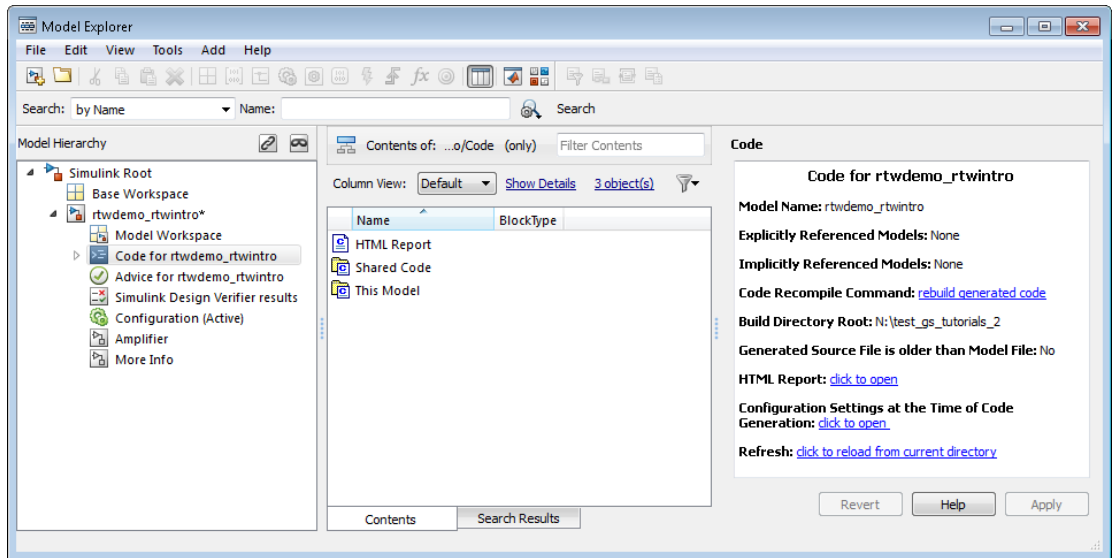 Model Explorer
File Edit View Tools Add Help
fx
Search: by Name Name: Search
Model Hierarchy
Simulink Root
Base Workspace
rtwdemo_rtwintro*
Model Workspace
Code for rtwdemo_rtwintro
Advice for rtwdemo_rtwintro
Simulink Design Verifier results
Configuration (Active)
Amplifier
More Info
Contents of: ...o/Code (only) Filter Contents
Column View: Default Show Details 3 object(s)
Name BlockType
HTML Report
Shared Code
This Model
Contents Search Results
Code
Code for rtwdemo_rtwintro
Model Name: rtwdemo_rtwintro
Explicitly Referenced Models: None
Implicitly Referenced Models: None
Code Recompile Command: rebuild generated code
Build Directory Root: N:\test_gs_tutorials_2
Generated Source File is older than Model File: No
HTML Report: click to open
Configuration Settings at the Time of Code
Generation: click to open
Refresh: click to reload from current directory
Revert Help Apply